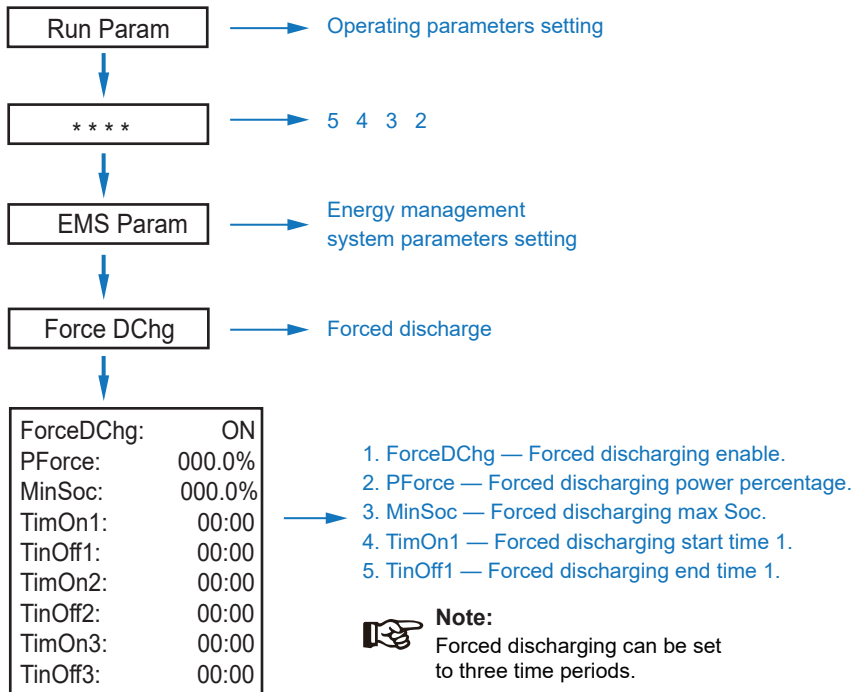 Run Param
Operating parameters setting
* * * *
5 4 3 2
EMS Param
Energy management
system parameters setting
Force DChg
Forced discharge
ForceDChg: ON
PForce: 000.0%
MinSoc: 000.0%
TimOn1: 00:00
TinOff1: 00:00
TimOn2: 00:00
TinOff2: 00:00
TimOn3: 00:00
TinOff3: 00:00
1. ForceDChg — Forced discharging enable.
2. PForce — Forced discharging power percentage.
3. MinSoc — Forced discharging max Soc.
4. TimOn1 — Forced discharging start time 1.
5. TinOff1 — Forced discharging end time 1.
Note:
Forced discharging can be set
to three time periods.